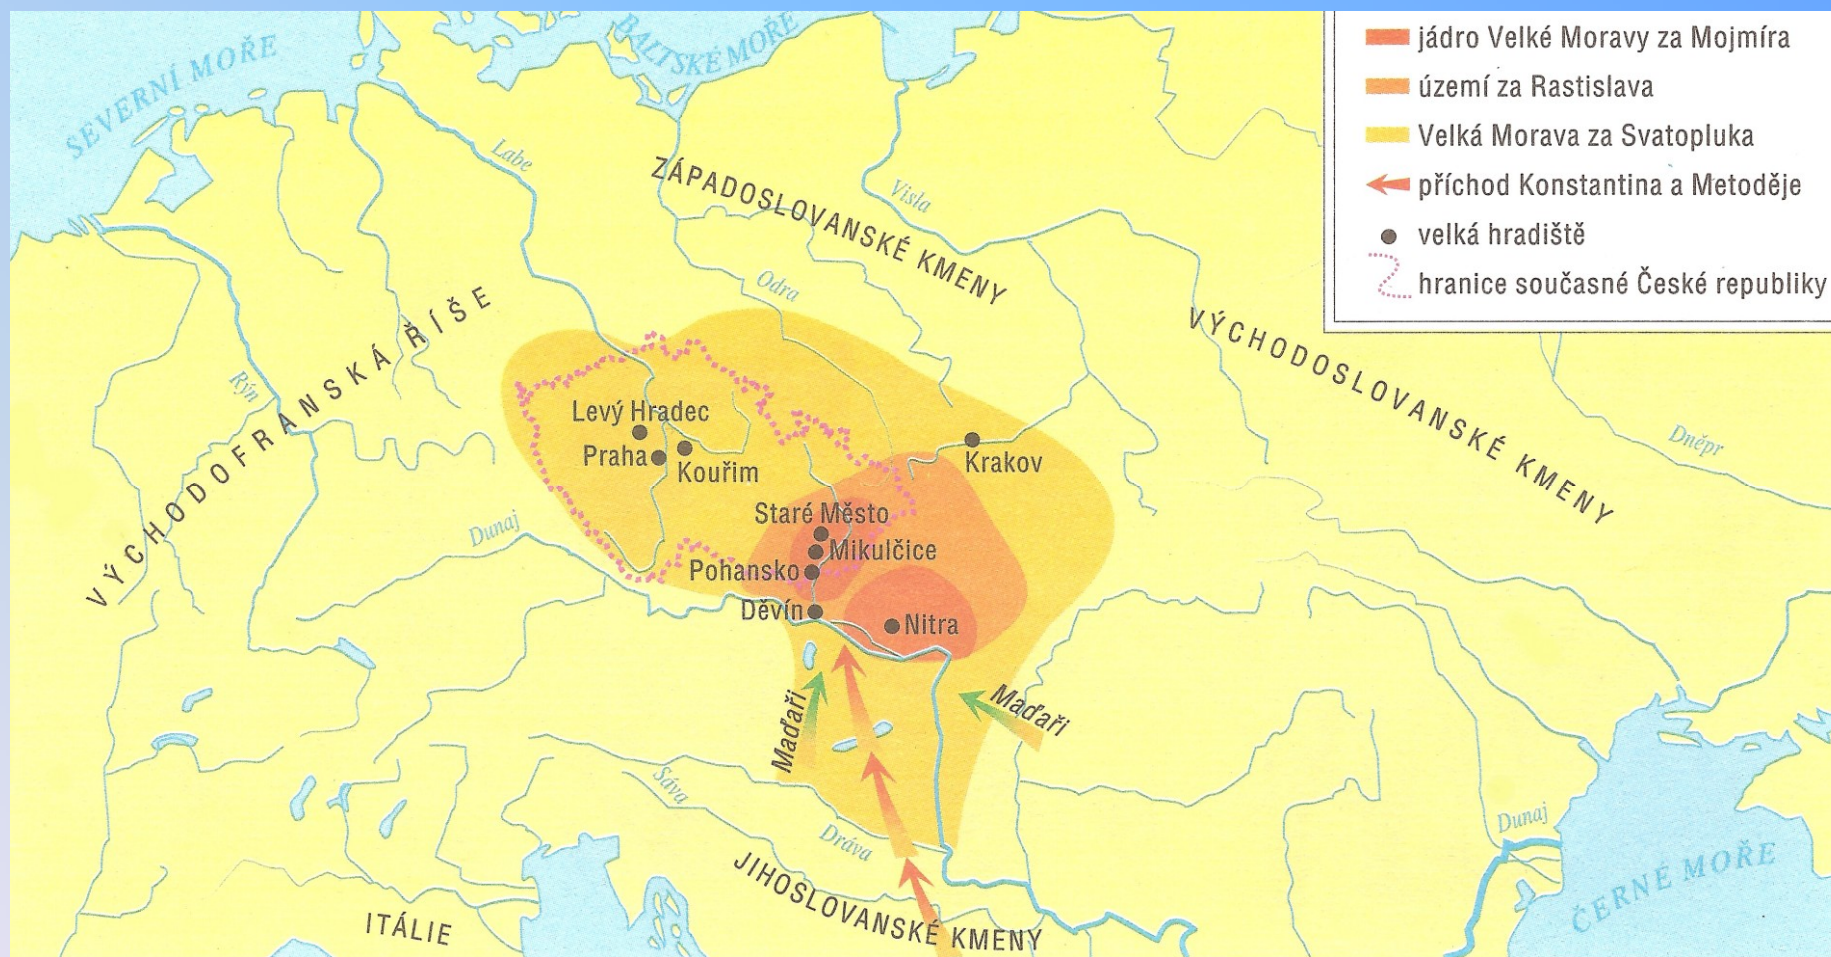 SEVERNÍ MOŘE
BALTSKÉ MOŘE
jádro Velké Moravy za Mojmíra
území za Rastislava
Velká Morava za Svatopluka
příchod Konstantina a Metoděje
velká hradiště
hranice současné České republiky
Labe
ZÁPADOSLOVANSKÉ KMENY
Visla
Odra
VÝCHODOFRANSKÁ ŘÍŠE
Rýn
VÝCHODOSLOVANSKÉ KMENY
Dněpr
Levý Hradec
Praha
Kouřim
Krakov
Dunaj
Staré Město
Mikulčice
Pohansko
Děvín
Nitra
Maďaři
Maďaři
Sáva
Dráva
Dunaj
JIHOSLOVANSKÉ KMENY
ITÁLIE
ČERNÉ MOŘE